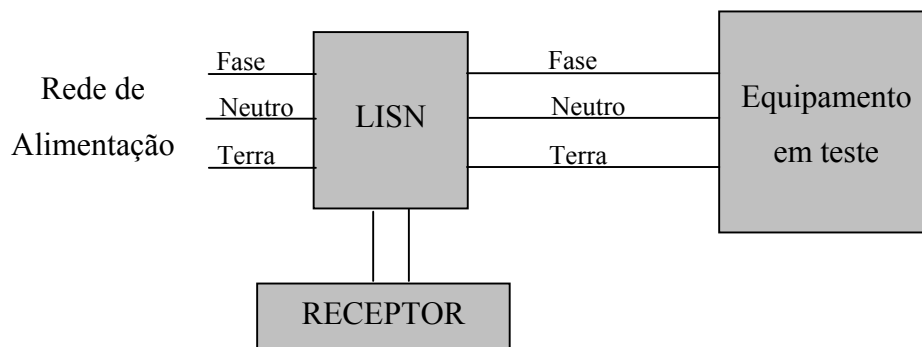 Rede de
Alimentação
Fase
Neutro
Terra
LISN
Fase
Neutro
Terra
Equipamento
em teste
RECEPTOR